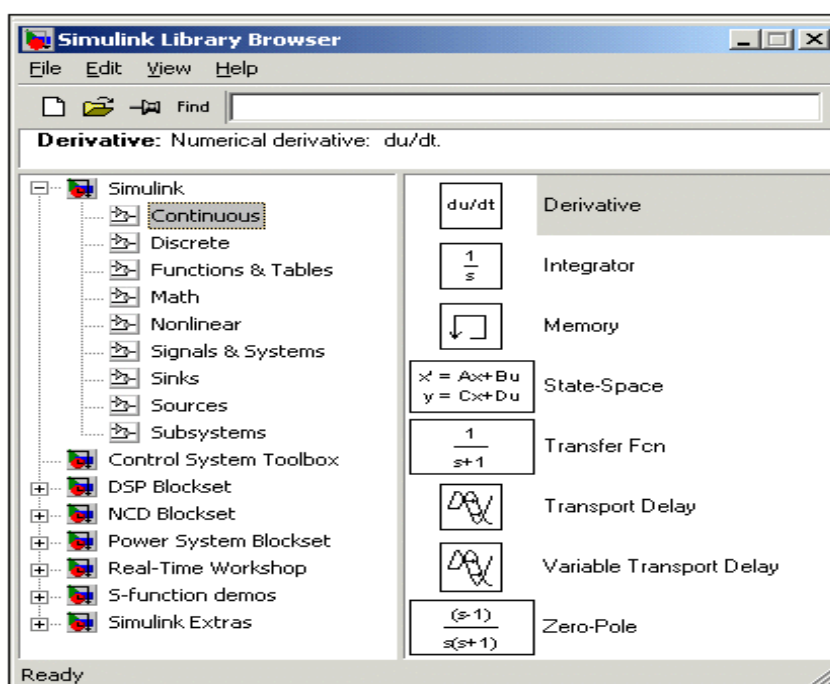 Simulink Library Browser
File Edit View Help
Find
Derivative: Numerical derivative: du/dt.
Simulink
Continuous
Discrete
Functions & Tables
Math
Nonlinear
Signals & Systems
Sinks
Sources
Subsystems
Control System Toolbox
DSP Blockset
NCD Blockset
Power System Blockset
Real-Time Workshop
S-function demos
Simulink Extras
du/dt Derivative
1
s
Integrator
Memory
x' = Ax+Bu
y = Cx+Du
State-Space
1
s+1
Transfer Fcn
Transport Delay
Variable Transport Delay
(s-1)
s(s+1)
Zero-Pole
Ready